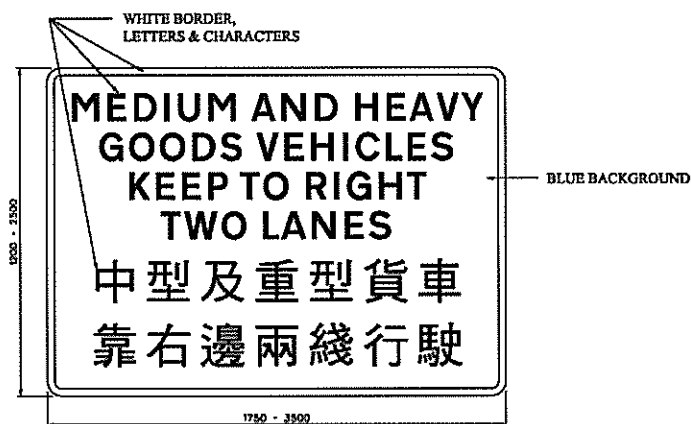 WHITE BORDER,
LETTERS & CHARACTERS
MEDIUM AND HEAVY
GOODS VEHICLES
KEEP TO RIGHT
TWO LANES
中型及重型貨車
靠右邊兩綫行駛
BLUE BACKGROUND
1200 - 2500
1750 - 3500